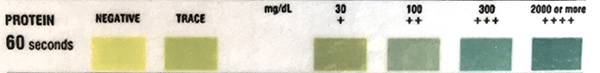 PROTEIN NEGATIVE TRACE mg/dL 30 100 300 2000 or more
+ ++ +++ ++++
60 seconds